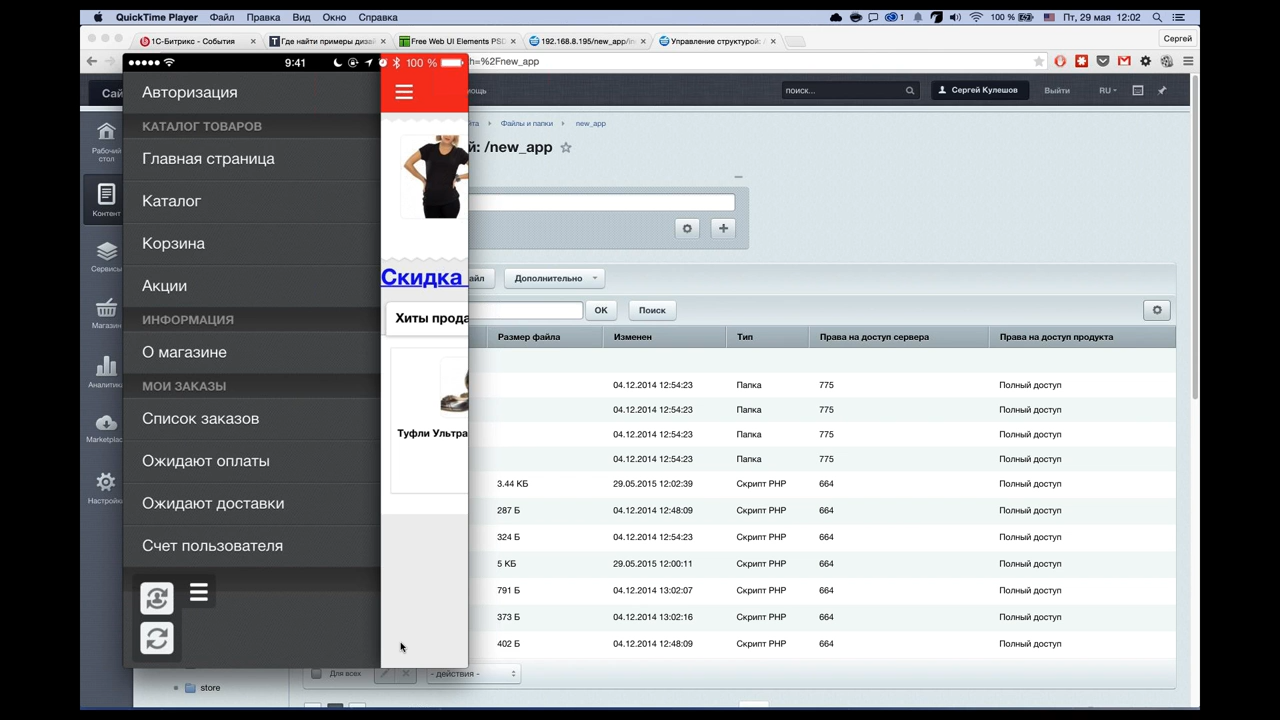 QuickTime Player Файл Правка Вид Окно Справка
1 100 % Пт, 29 мая 12:02
1С-Битрикс - События
Где найти примеры дизай
Free Web UI Elements PSD
192.168.8.195/new_app/in
Управление структурой: /
Сергей
h=%2Fnew_app
9:41 100 %
Сай
мощь
поиск...
Сергей Кулешов
Выйти
RU
Рабочий стол
Контент
Сервисы
Магазин
Аналитика
Marketplac
Настройки
Авторизация
КАТАЛОГ ТОВАРОВ
Главная страница
Каталог
Корзина
Акции
ИНФОРМАЦИЯ
О магазине
МОИ ЗАКАЗЫ
Список заказов
Ожидают оплаты
Ожидают доставки
Счет пользователя
Скидка
Хиты прода
Туфли Ультра
йта Файлы и папки new_app
й: /new_app
айл
Дополнительно
OK
Поиск
Размер файла Изменен Тип Права на доступ сервера Права на доступ продукта
04.12.2014 12:54:23 Папка 775 Полный доступ
04.12.2014 12:54:23 Папка 775 Полный доступ
04.12.2014 12:54:23 Папка 775 Полный доступ
04.12.2014 12:54:23 Папка 775 Полный доступ
3.44 КБ 29.05.2015 12:02:39 Скрипт PHP 664 Полный доступ
287 Б 04.12.2014 12:48:09 Скрипт PHP 664 Полный доступ
324 Б 04.12.2014 12:54:23 Скрипт PHP 664 Полный доступ
5 КБ 29.05.2015 12:00:11 Скрипт PHP 664 Полный доступ
791 Б 04.12.2014 13:02:07 Скрипт PHP 664 Полный доступ
373 Б 04.12.2014 13:02:16 Скрипт PHP 664 Полный доступ
402 Б 04.12.2014 12:48:09 Скрипт PHP 664 Полный доступ
Для всех
- действия -
store